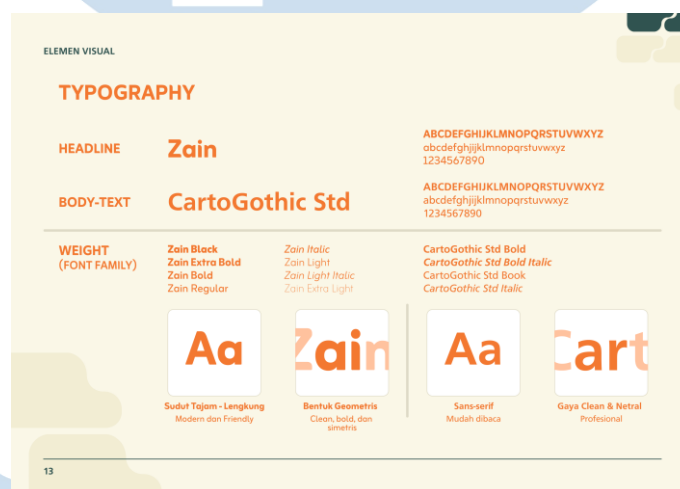 ELEMEN VISUAL
TYPOGRAPHY
HEADLINE
Zain
ABCDEFGHIJKLMNOPQRSTUVWXYZ
abcdefghjijklmnopqrstuvwxyz
1234567890
BODY-TEXT
CartoGothic Std
ABCDEFGHIJKLMNOPQRSTUVWXYZ
abcdefghjijklmnopqrstuvwxyz
1234567890
WEIGHT
(FONT FAMILY)
Zain Black
Zain Extra Bold
Zain Bold
Zain Regular
Zain Italic
Zain Light
Zain Light Italic
Zain Extra Light
CartoGothic Std Bold
CartoGothic Std Bold Italic
CartoGothic Std Book
CartoGothic Std Italic
Aa
Sudut Tajam - Lengkung
Modern dan Friendly
Zain
Bentuk Geometris
Clean, bold, dan
simetris
Aa
Sans-serif
Mudah dibaca
Cart
Gaya Clean & Netral
Profesional
13